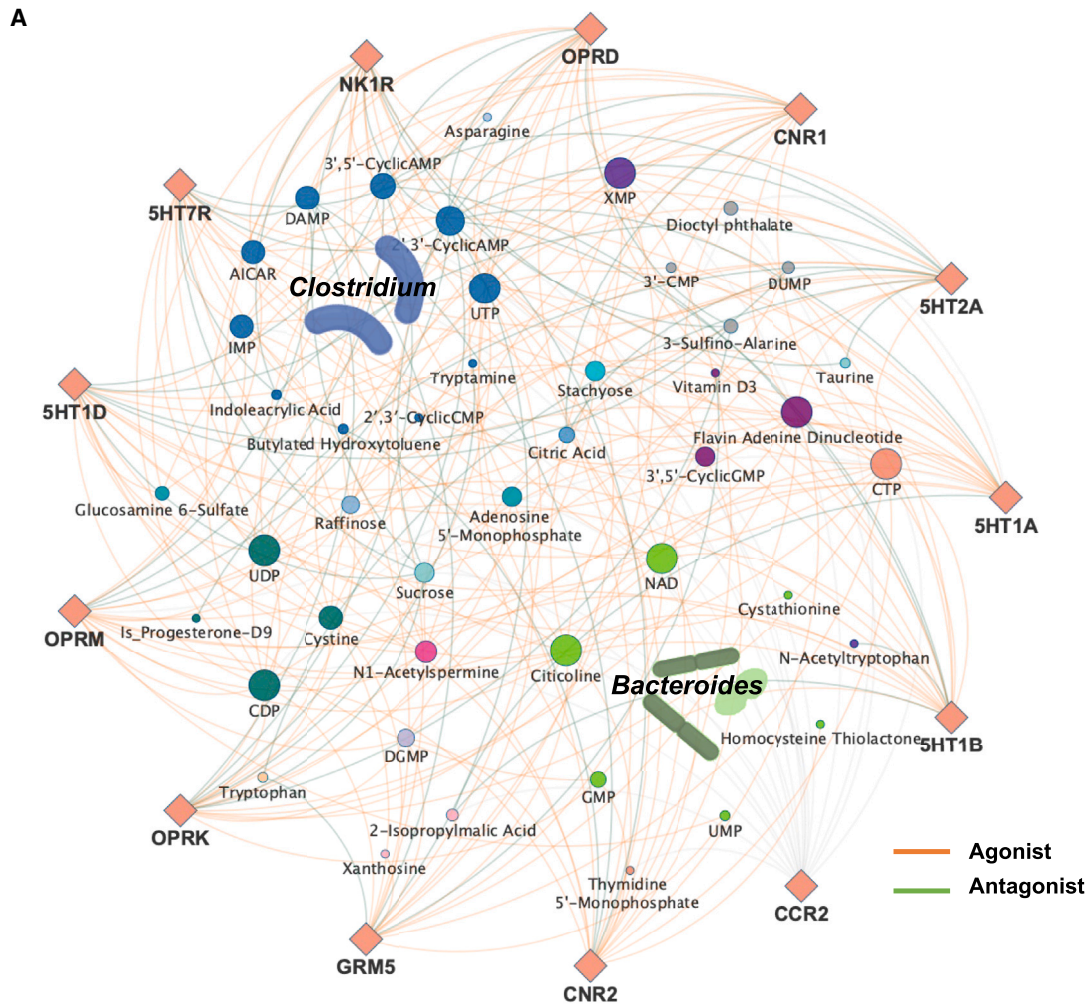 A
OPRD
NK1R
CNR1
Asparagine
3',5'-CyclicAMP
XMP
5HT7R
DAMP
Dioctyl phthalate
2',3'-CyclicAMP
AICAR
3'-CMP
DUMP
Clostridium
5HT2A
UTP
IMP
3-Sulfino-Alarine
Tryptamine
Stachyose
Vitamin D3
Taurine
5HT1D
Indoleacrylic Acid
2',3'-CyclicCMP
Butylated Hydroxytoluene
Citric Acid
Flavin Adenine Dinucleotide
3',5'-CyclicGMP
CTP
Glucosamine 6-Sulfate
Raffinose
Adenosine
5'-Monophosphate
5HT1A
UDP
NAD
Sucrose
Cystathionine
OPRM
Is_Progesterone-D9
Cystine
N1-Acetylspermine
Citicoline
N-Acetyltryptophan
Bacteroides
CDP
Homocysteine Thiolactone
5HT1B
DGMP
Tryptophan
GMP
OPRK
2-Isopropylmalic Acid
UMP
Agonist
Xanthosine
Thymidine
5'-Monophosphate
Antagonist
CCR2
GRM5
CNR2